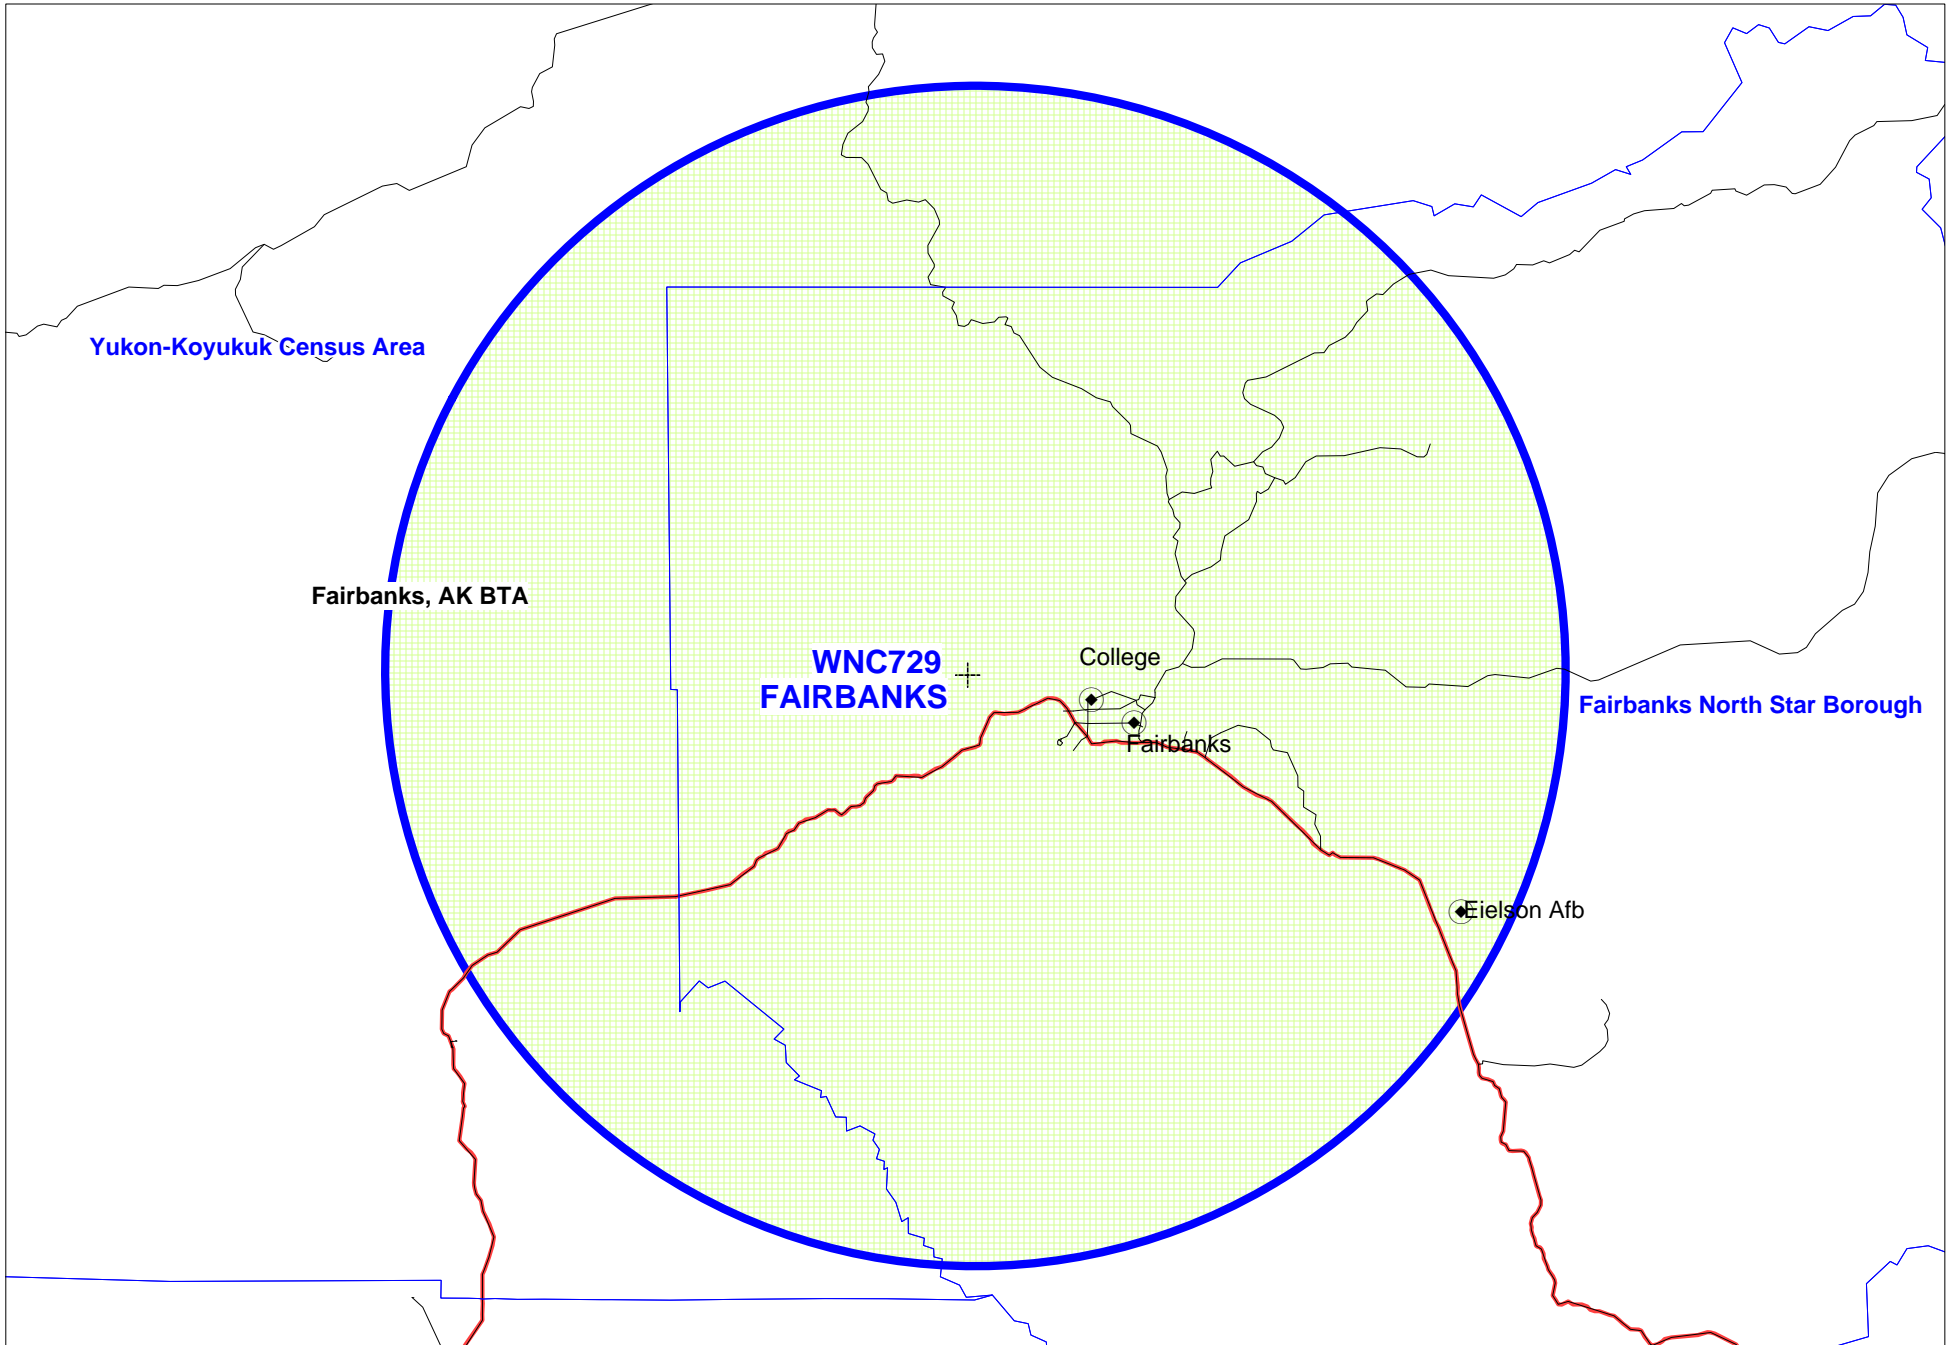 Yukon-Koyukuk Census Area
Fairbanks, AK BTA
WNC729
FAIRBANKS
College
Fairbanks North Star Borough
Fairbanks
Eielson Afb